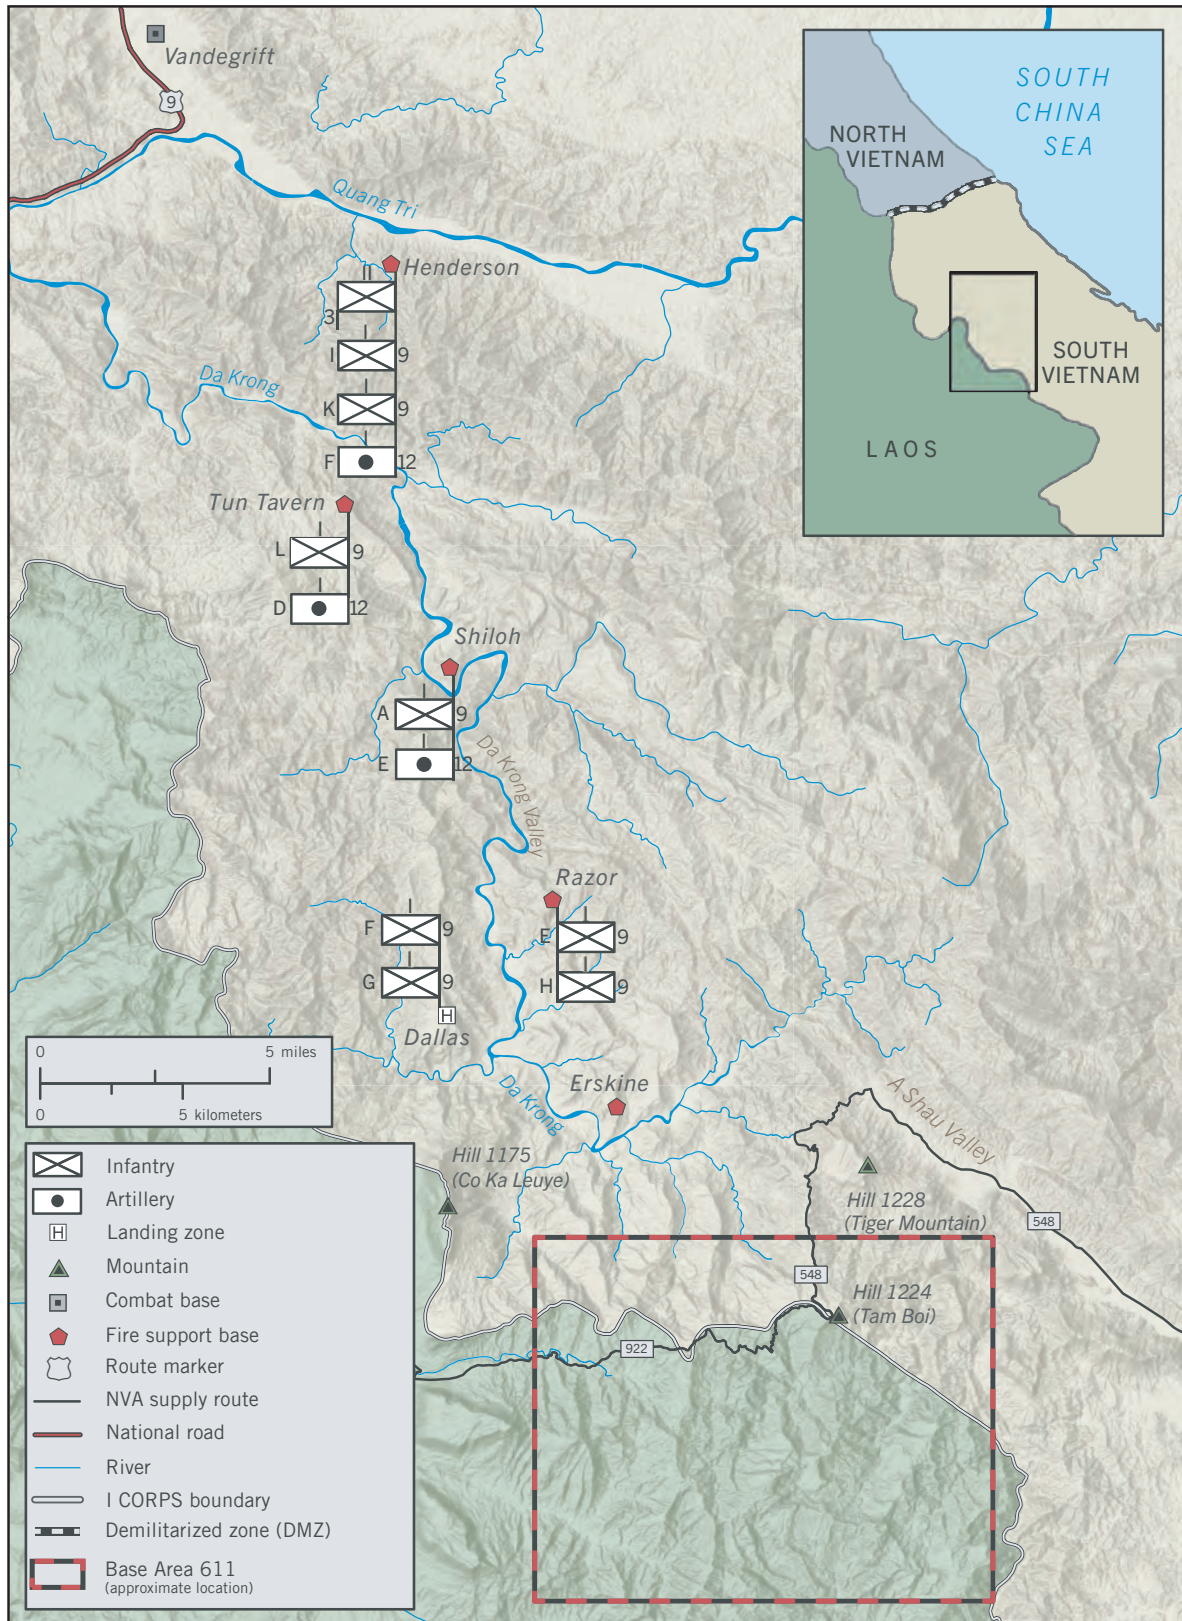 Vandegrift
9
SOUTH
CHINA
SEA
NORTH
VIETNAM
SOUTH
VIETNAM
LAOS
Quang Tri
Henderson
3
I 9
K 9
F 12
Da Krong
Tun Tavern
L 9
D 12
Shiloh
A 9
E 12
Da Krong Valley
Razor
F 9
E 9
G 9
H 9
H
Dallas
Da Krong
Erskine
A Shau Valley
Hill 1175
(Co Ka Leuye)
Hill 1228
(Tiger Mountain)
548
548
Hill 1224
(Tam Boi)
922
0 5 miles
0 5 kilometers
Infantry
Artillery
H Landing zone
Mountain
Combat base
Fire support base
Route marker
NVA supply route
National road
River
I CORPS boundary
Demilitarized zone (DMZ)
Base Area 611
(approximate location)